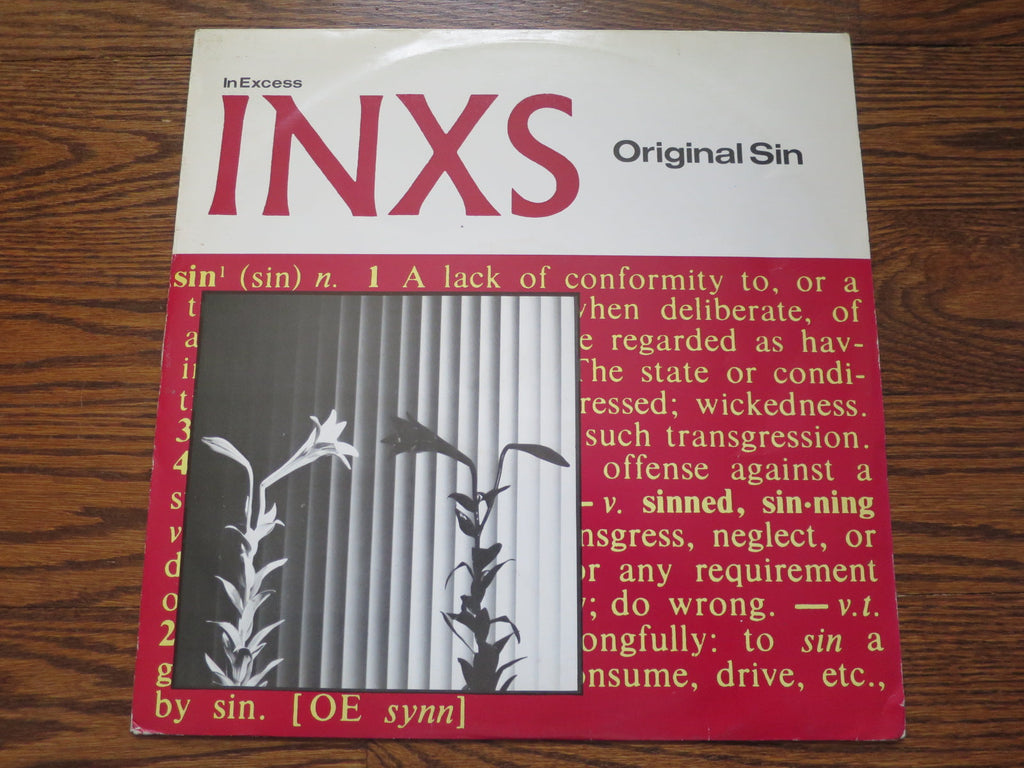 In Excess
INXS
Original Sin
sin¹ (sin) n. 1 A lack of conformity to, or a
t when deliberate, of
a e regarded as hav-
i The state or condi-
t ressed; wickedness.
3 such transgression.
4 offense against a
s — v. sinned, sin•ning
v nsgress, neglect, or
d or any requirement
o ; do wrong. — v.t.
2 ongfully: to sin a
g onsume, drive, etc.,
by sin. [OE synn]